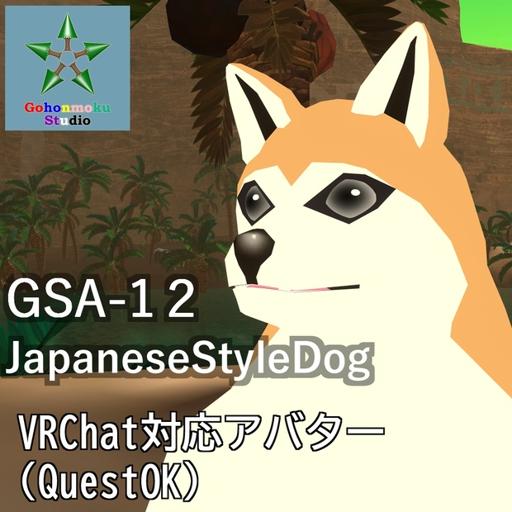 Gohonmoku
Studio
GSA-12
JapaneseStyleDog
VRChat対応アバター
(QuestOK)